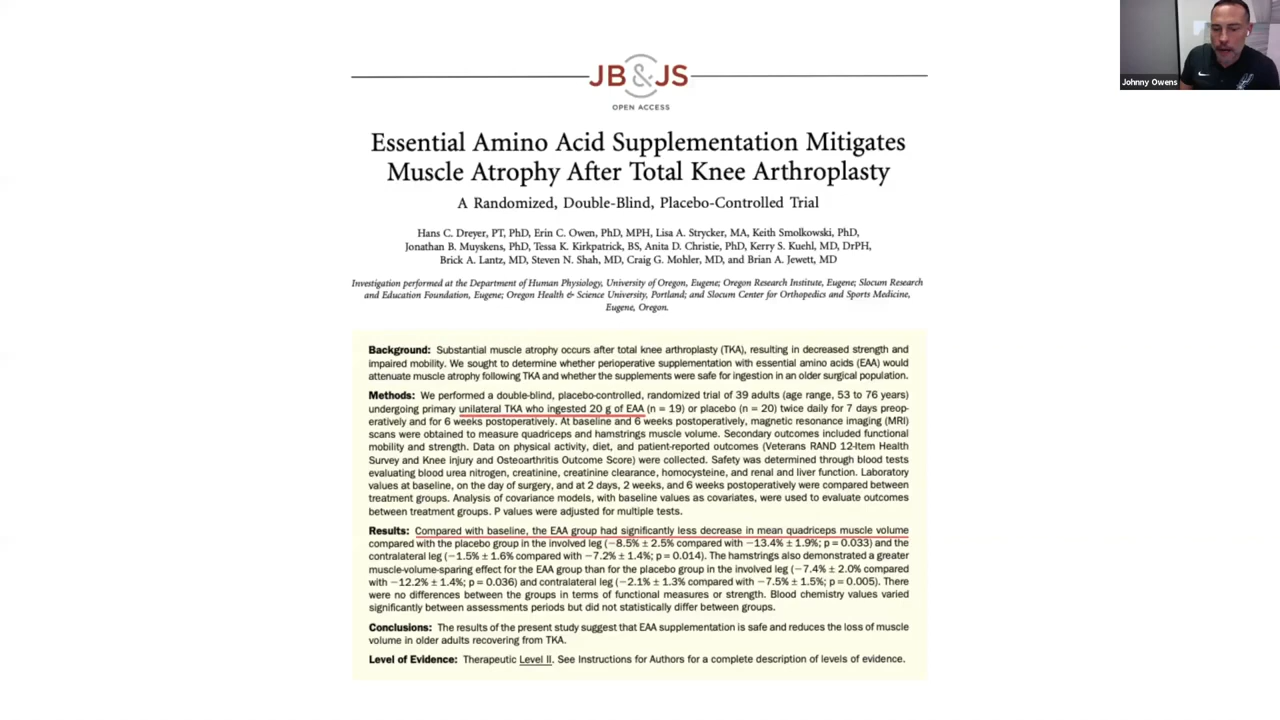 JB&JS
OPEN ACCESS
Essential Amino Acid Supplementation Mitigates
Muscle Atrophy After Total Knee Arthroplasty
A Randomized, Double-Blind, Placebo-Controlled Trial
Hans C. Dreyer, PT, PhD, Erin C. Owen, PhD, MPH, Lisa A. Strycker, MA, Keith Smolkowski, PhD,
Jonathan B. Muyskens, PhD, Tessa K. Kirkpatrick, BS, Anita D. Christie, PhD, Kerry S. Kuehl, MD, DrPH,
Brick A. Lantz, MD, Steven N. Shah, MD, Craig G. Mohler, MD, and Brian A. Jewett, MD
Investigation performed at the Department of Human Physiology, University of Oregon, Eugene; Oregon Research Institute, Eugene; Slocum Research
and Education Foundation, Eugene; Oregon Health & Science University, Portland; and Slocum Center for Orthopedics and Sports Medicine,
Eugene, Oregon.
Background: Substantial muscle atrophy occurs after total knee arthroplasty (TKA), resulting in decreased strength and
impaired mobility. We sought to determine whether perioperative supplementation with essential amino acids (EAA) would
attenuate muscle atrophy following TKA and whether the supplements were safe for ingestion in an older surgical population.
Methods: We performed a double-blind, placebo-controlled, randomized trial of 39 adults (age range, 53 to 76 years)
undergoing primary unilateral TKA who ingested 20 g of EAA (n = 19) or placebo (n = 20) twice daily for 7 days preop-
eratively and for 6 weeks postoperatively. At baseline and 6 weeks postoperatively, magnetic resonance imaging (MRI)
scans were obtained to measure quadriceps and hamstrings muscle volume. Secondary outcomes included functional
mobility and strength. Data on physical activity, diet, and patient-reported outcomes (Veterans RAND 12-Item Health
Survey and Knee injury and Osteoarthritis Outcome Score) were collected. Safety was determined through blood tests
evaluating blood urea nitrogen, creatinine, creatinine clearance, homocysteine, and renal and liver function. Laboratory
values at baseline, on the day of surgery, and at 2 days, 2 weeks, and 6 weeks postoperatively were compared between
treatment groups. Analysis of covariance models, with baseline values as covariates, were used to evaluate outcomes
between treatment groups. P values were adjusted for multiple tests.
Results: Compared with baseline, the EAA group had significantly less decrease in mean quadriceps muscle volume
compared with the placebo group in the involved leg (−8.5% ± 2.5% compared with −13.4% ± 1.9%; p = 0.033) and the
contralateral leg (−1.5% ± 1.6% compared with −7.2% ± 1.4%; p = 0.014). The hamstrings also demonstrated a greater
muscle-volume-sparing effect for the EAA group than for the placebo group in the involved leg (−7.4% ± 2.0% compared
with −12.2% ± 1.4%; p = 0.036) and contralateral leg (−2.1% ± 1.3% compared with −7.5% ± 1.5%; p = 0.005). There
were no differences between the groups in terms of functional measures or strength. Blood chemistry values varied
significantly between assessments periods but did not statistically differ between groups.
Conclusions: The results of the present study suggest that EAA supplementation is safe and reduces the loss of muscle
volume in older adults recovering from TKA.
Level of Evidence: Therapeutic Level II. See Instructions for Authors for a complete description of levels of evidence.
Johnny Owens